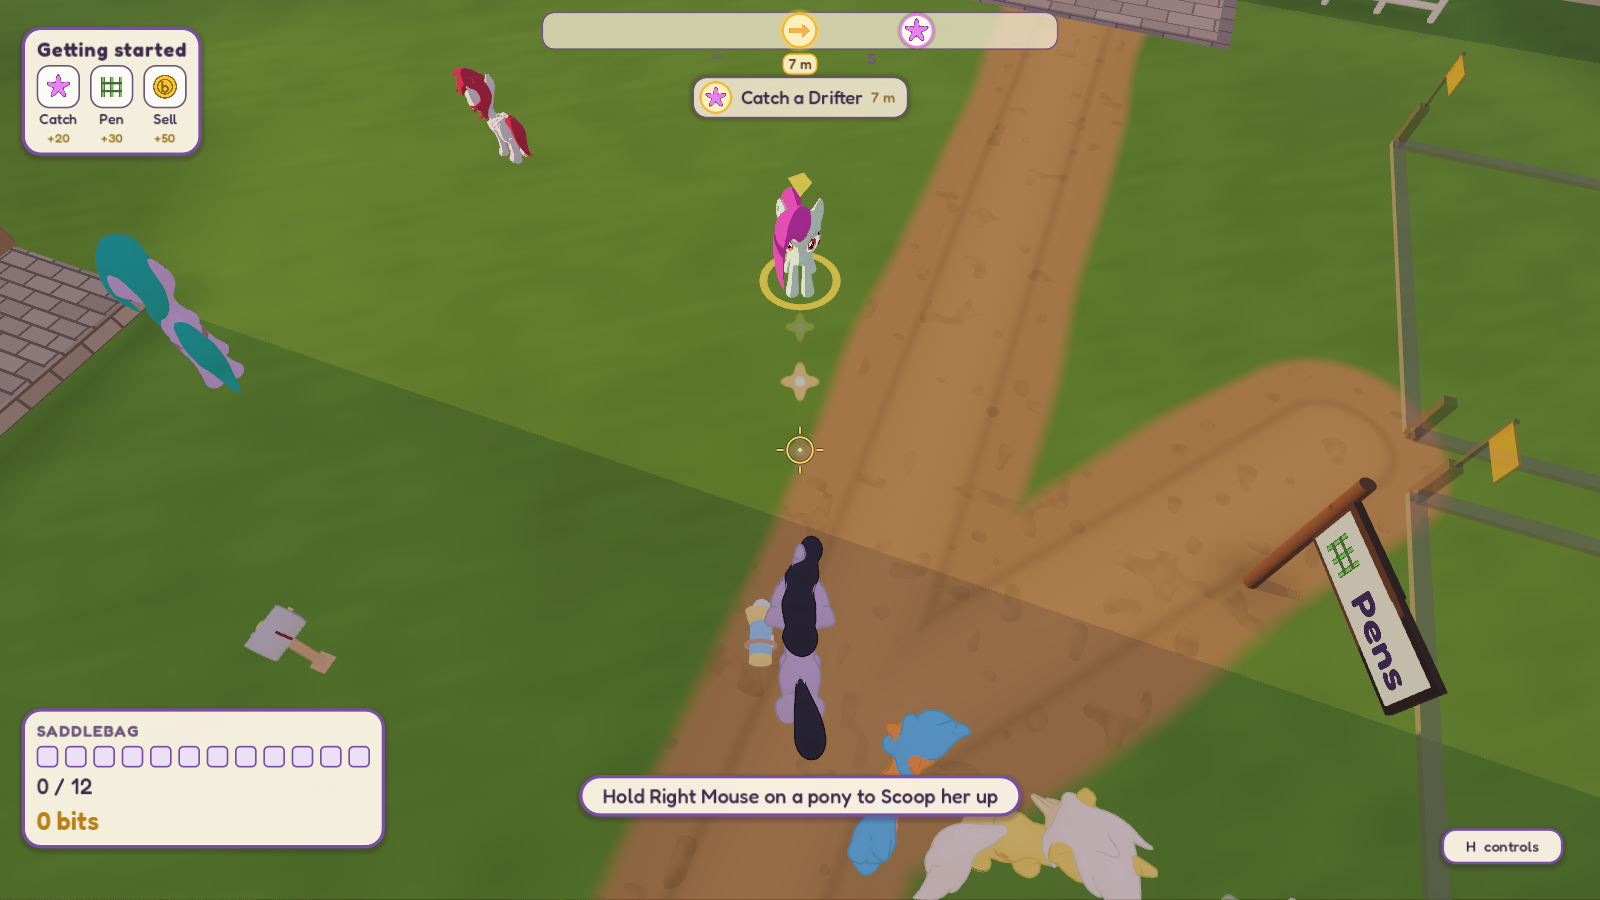 Getting started
Catch
Pen
Sell
+20
+30
+50
S
7 m
Catch a Drifter 7 m
Pens
SADDLEBAG
0 / 12
0 bits
Hold Right Mouse on a pony to Scoop her up
H controls